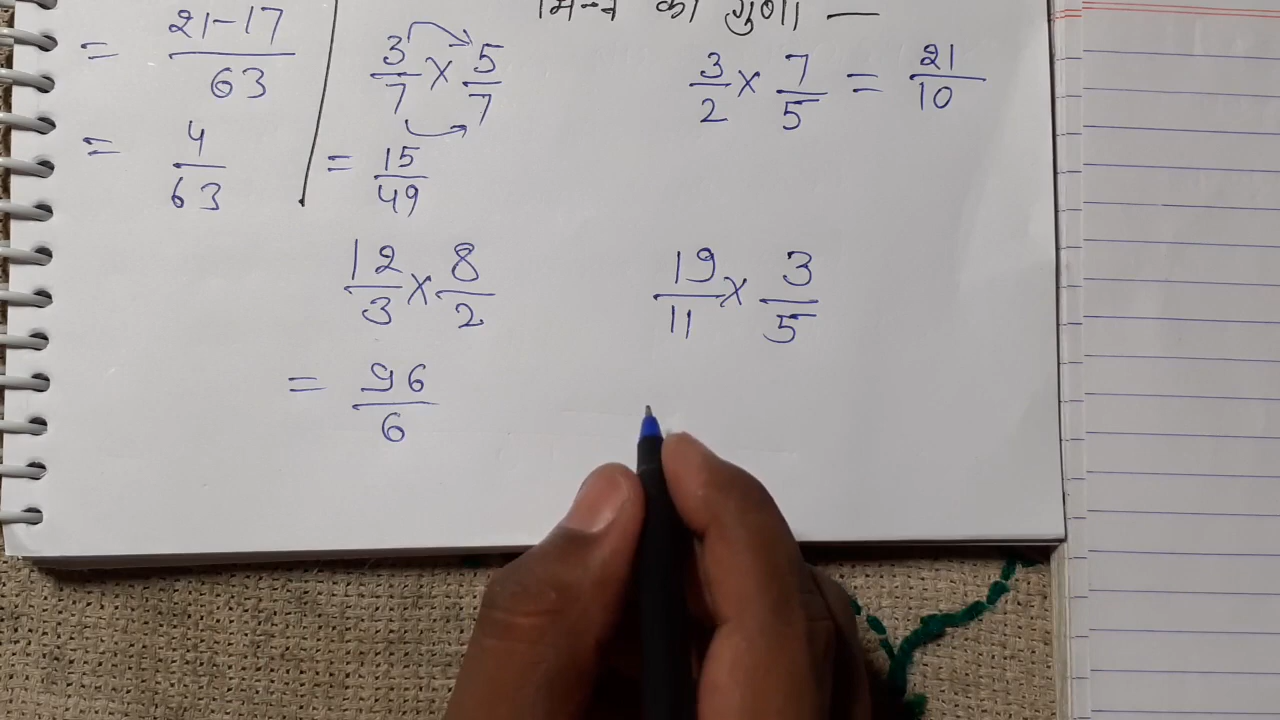 भिन्न का गुणा —
= 21-17/63
= 4/63
3/7 × 5/7
= 15/49
3/2 × 7/5 = 21/10
12/3 × 8/2
= 96/6
19/11 × 3/5